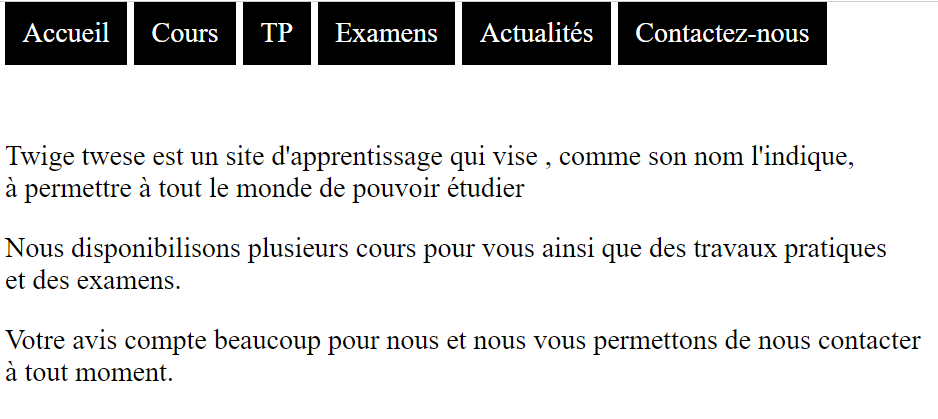 Accueil Cours TP Examens Actualités Contactez-nous
Twige twese est un site d'apprentissage qui vise , comme son nom l'indique,
à permettre à tout le monde de pouvoir étudier
Nous disponibilisons plusieurs cours pour vous ainsi que des travaux pratiques
et des examens.
Votre avis compte beaucoup pour nous et nous vous permettons de nous contacter
à tout moment.